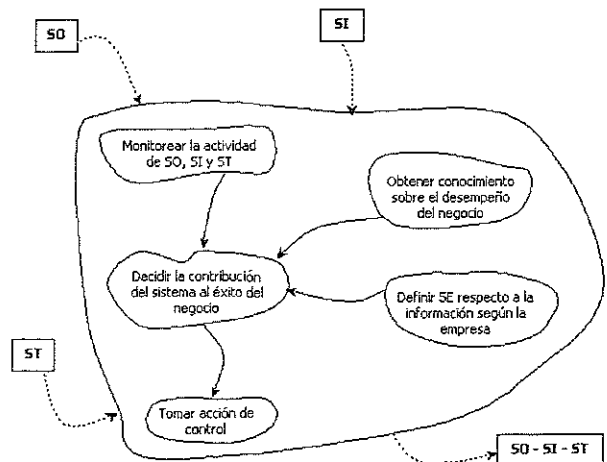 SO
SI
Monitorear la actividad
de SO, SI y ST
Obtener conocimiento
sobre el desempeño
del negocio
Decidir la contribución
del sistema al éxito del
negocio
Definir SE respecto a la
información según la
empresa
ST
Tomar acción de
control
SO - SI - ST